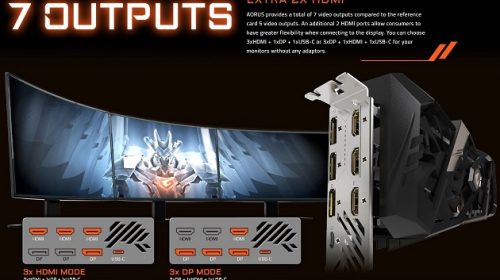 7 OUTPUTS
EXTRA 2X HDMI
AORUS provides a total of 7 video outputs compared to the reference
card 5 video outputs. An additional 2 HDMI ports allow consumers to
have greater flexibility when connecting to the display. You can choose
3xHDMI + 1xDP + 1xUSB-C or 3xDP + 1xHDMI + 1xUSB-C for your
monitors without any adaptors.
HDMI HDMI HDMI
DP DP DP USB-C
3x HDMI MODE
HDMI HDMI HDMI
DP DP DP USB-C
3x DP MODE